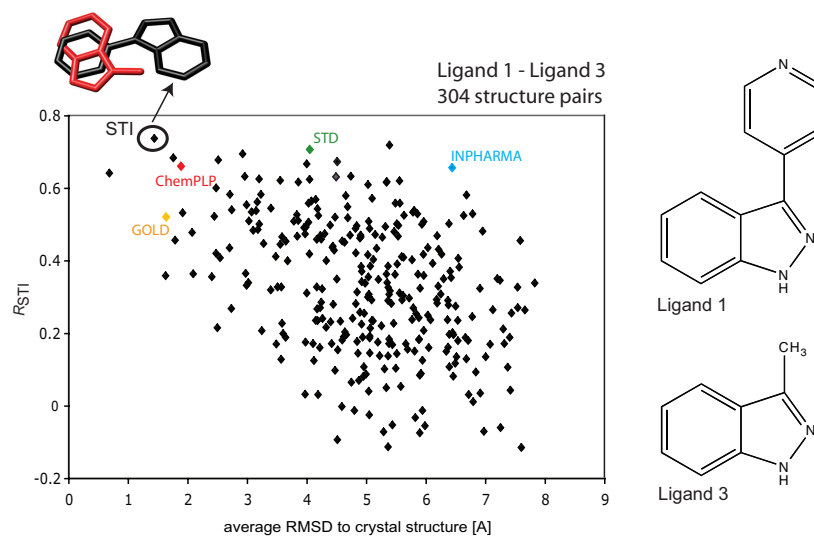 Ligand 1 - Ligand 3
304 structure pairs
STI
STD
INPHARMA
ChemPLP
GOLD
0.8
0.6
0.4
0.2
0
-0.2
RSTI
0 1 2 3 4 5 6 7 8 9
average RMSD to crystal structure [A]
N
N
N
H
Ligand 1
CH3
N
N
H
Ligand 3